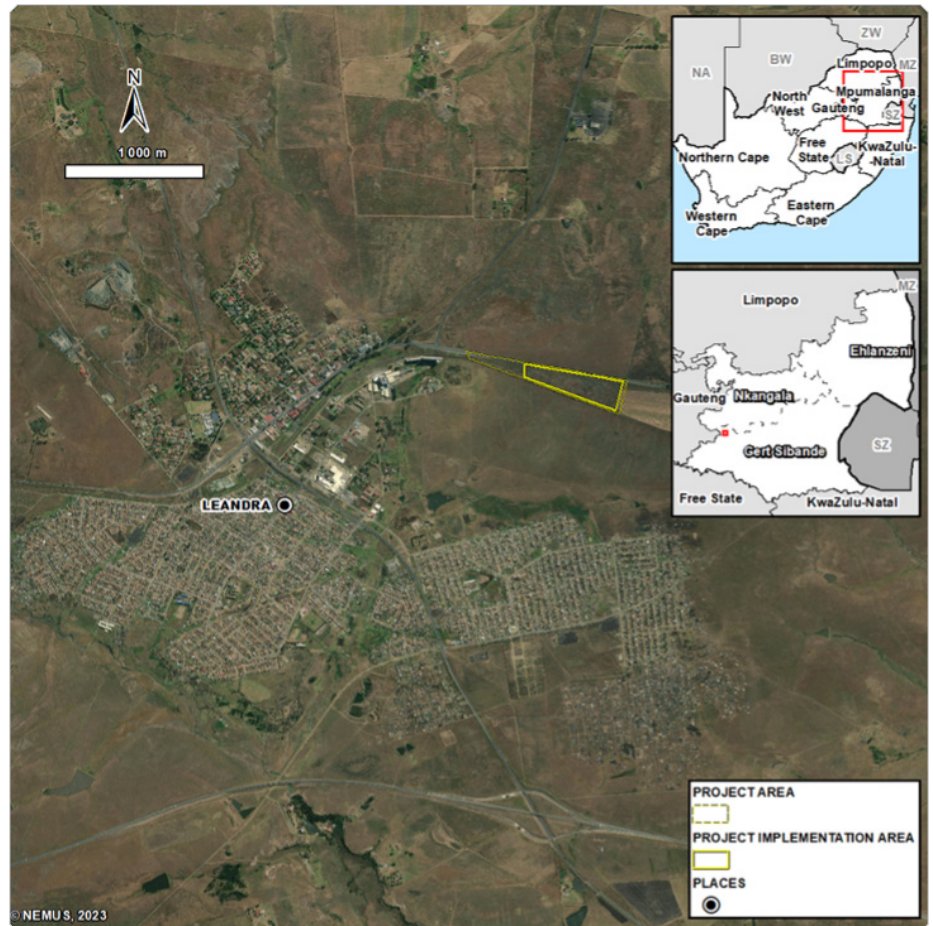 N
1 000 m
LEANDRA
© NEMUS, 2023
ZW
BW
Limpopo
MZ
NA
Mpumalanga
North
West
Gauteng
SZ
Free
State
KwaZulu-
-Natal
LS
Northern Cape
Eastern
Cape
Western
Cape
MZ
Limpopo
Ehlanzeni
Gauteng
Nkangala
SZ
Gert Sibande
Free State
KwaZulu-Natal
PROJECT AREA
PROJECT IMPLEMENTATION AREA
PLACES